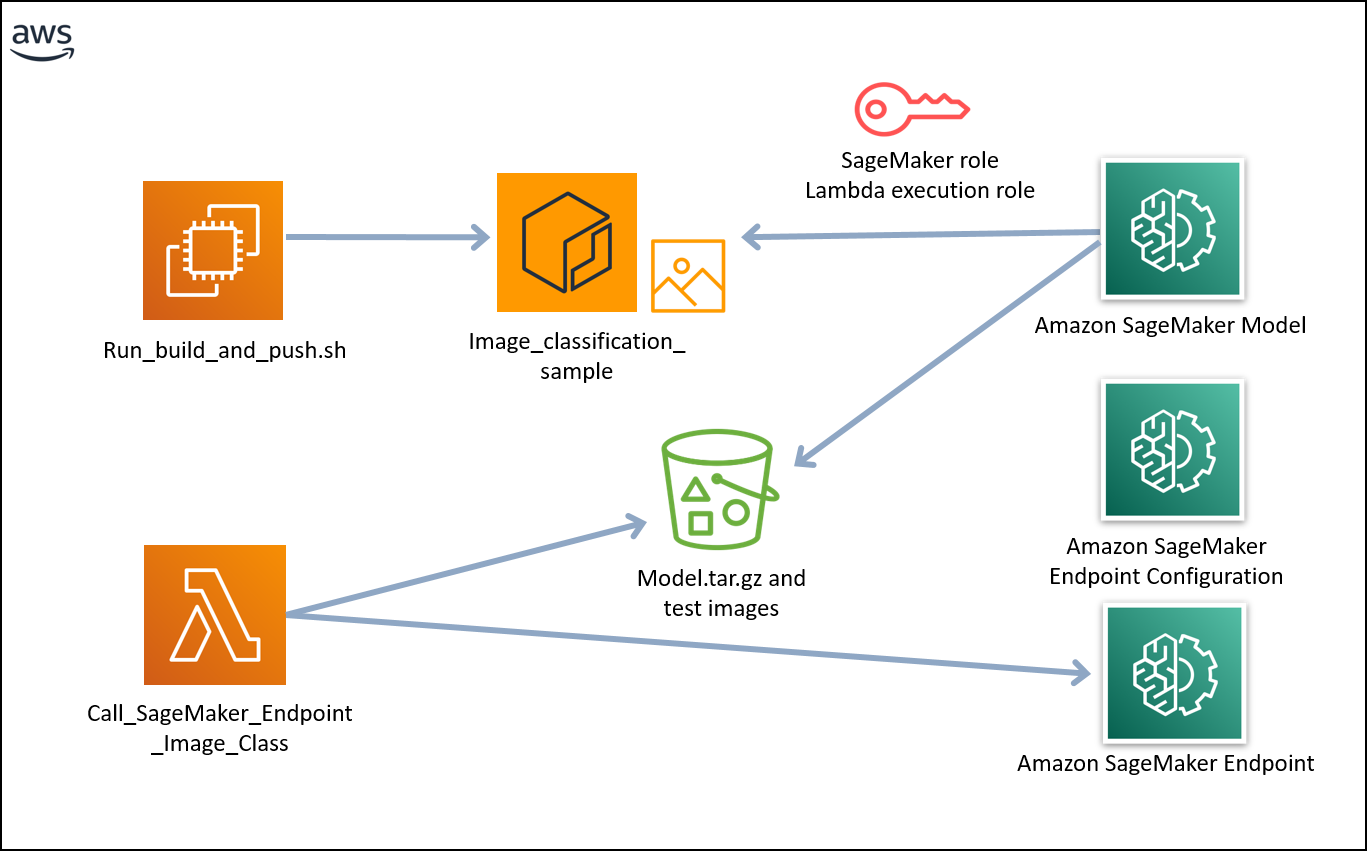 aws
SageMaker role
Lambda execution role
Run_build_and_push.sh
Image_classification_
sample
Amazon SageMaker Model
Model.tar.gz and
test images
Amazon SageMaker
Endpoint Configuration
Call_SageMaker_Endpoint
_Image_Class
Amazon SageMaker Endpoint